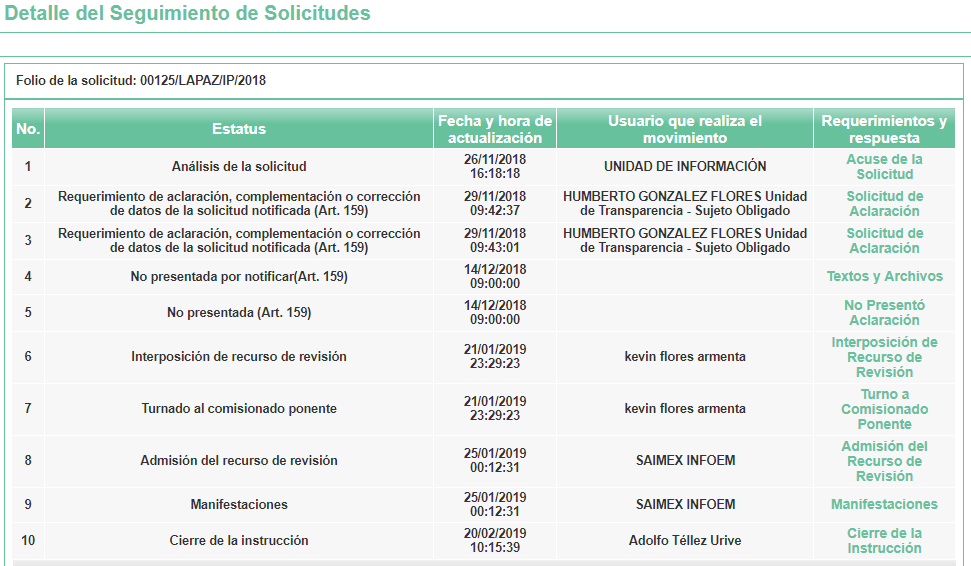 Detalle del Seguimiento de Solicitudes
Folio de la solicitud: 00125/LAPAZ/IP/2018
No. Estatus Fecha y hora de actualización Usuario que realiza el movimiento Requerimientos y respuesta
1 Análisis de la solicitud 26/11/2018 16:18:18 UNIDAD DE INFORMACIÓN Acuse de la Solicitud
2 Requerimiento de aclaración, complementación o corrección de datos de la solicitud notificada (Art. 159) 29/11/2018 09:42:37 HUMBERTO GONZALEZ FLORES Unidad de Transparencia - Sujeto Obligado Solicitud de Aclaración
3 Requerimiento de aclaración, complementación o corrección de datos de la solicitud notificada (Art. 159) 29/11/2018 09:43:01 HUMBERTO GONZALEZ FLORES Unidad de Transparencia - Sujeto Obligado Solicitud de Aclaración
4 No presentada por notificar(Art. 159) 14/12/2018 09:00:00 Textos y Archivos
5 No presentada (Art. 159) 14/12/2018 09:00:00 No Presentó Aclaración
6 Interposición de recurso de revisión 21/01/2019 23:29:23 kevin flores armenta Interposición de Recurso de Revisión
7 Turnado al comisionado ponente 21/01/2019 23:29:23 kevin flores armenta Turno a Comisionado Ponente
8 Admisión del recurso de revisión 25/01/2019 00:12:31 SAIMEX INFOEM Admisión del Recurso de Revisión
9 Manifestaciones 25/01/2019 00:12:31 SAIMEX INFOEM Manifestaciones
10 Cierre de la instrucción 20/02/2019 10:15:39 Adolfo Téllez Urive Cierre de la Instrucción